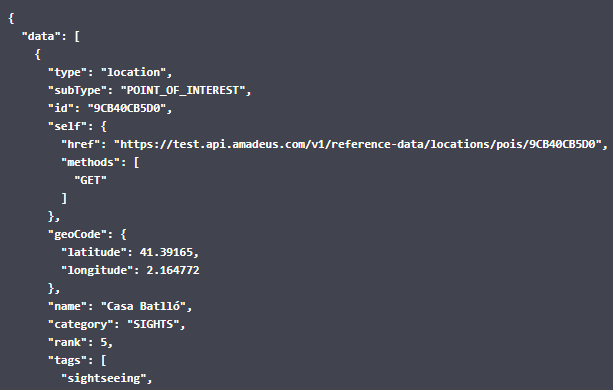 {
  "data": [
    {
      "type": "location",
      "subType": "POINT_OF_INTEREST",
      "id": "9CB40CB5D0",
      "self": {
        "href": "https://test.api.amadeus.com/v1/reference-data/locations/pois/9CB40CB5D0",
        "methods": [
          "GET"
        ]
      },
      "geoCode": {
        "latitude": 41.39165,
        "longitude": 2.164772
      },
      "name": "Casa Batlló",
      "category": "SIGHTS",
      "rank": 5,
      "tags": [
        "sightseeing",